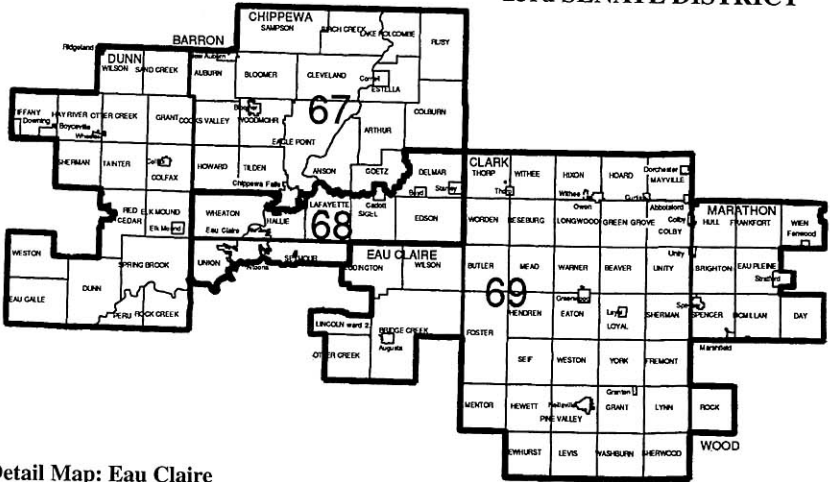 23rd SENATE DISTRICT
CHIPPEWA
SAMPSON BIRCH CREEK LAKE HOLCOMBE RUBY
BARRON
Ridgeland
DUNN
New Auburn
WILSON SAND CREEK AUBURN BLOOMER CLEVELAND Cornell
ESTELLA
67
TIFFANY HAY RIVER OTTER CREEK GRANT COOKS VALLEY Bloomer WOODMOHR COLBURN
Downing Boyceville Wheeler
EAGLE POINT ARTHUR
SHERMAN TAINTER Colfax COLFAX HOWARD TILDEN ANSON GOETZ DELMAR
Chippewa Falls
CLARK
THORP WITHEE HIXON HOARD Dorchester
MAYVILLE
Boyd Stanley Thorp Withee Curtiss
Owen Abbotsford
RED CEDAR ELK MOUND WHEATON LAFAYETTE Cadott
Elk Mound Eau Claire HALLIE 68 SIGEL EDSON
WORDEN RESEBURG LONGWOOD GREEN GROVE Colby COLBY
MARATHON
HULL FRANKFORT WIEN
Fenwood
WESTON SPRING BROOK UNION Altoona SEYMOUR
EAU CLAIRE
LUDINGTON WILSON
BUTLER MEAD WARNER BEAVER UNITY Unity BRIGHTON EAU PLEINE
Stratford
69
EAU GALLE DUNN PERU ROCK CREEK
Greenwood
HENDREN EATON Loyal LOYAL SHERMAN Spencer SPENCER MCMILLAN DAY
LINCOLN ward 2 BRIDGE CREEK FOSTER
Augusta
OTTER CREEK
Marshfield
SEIF WESTON YORK FREMONT
Granton
MENTOR HEWETT Neillsville PINE VALLEY GRANT LYNN ROCK
WOOD
DEWHURST LEVIS WASHBURN SHERWOOD
Detail Map: Eau Claire